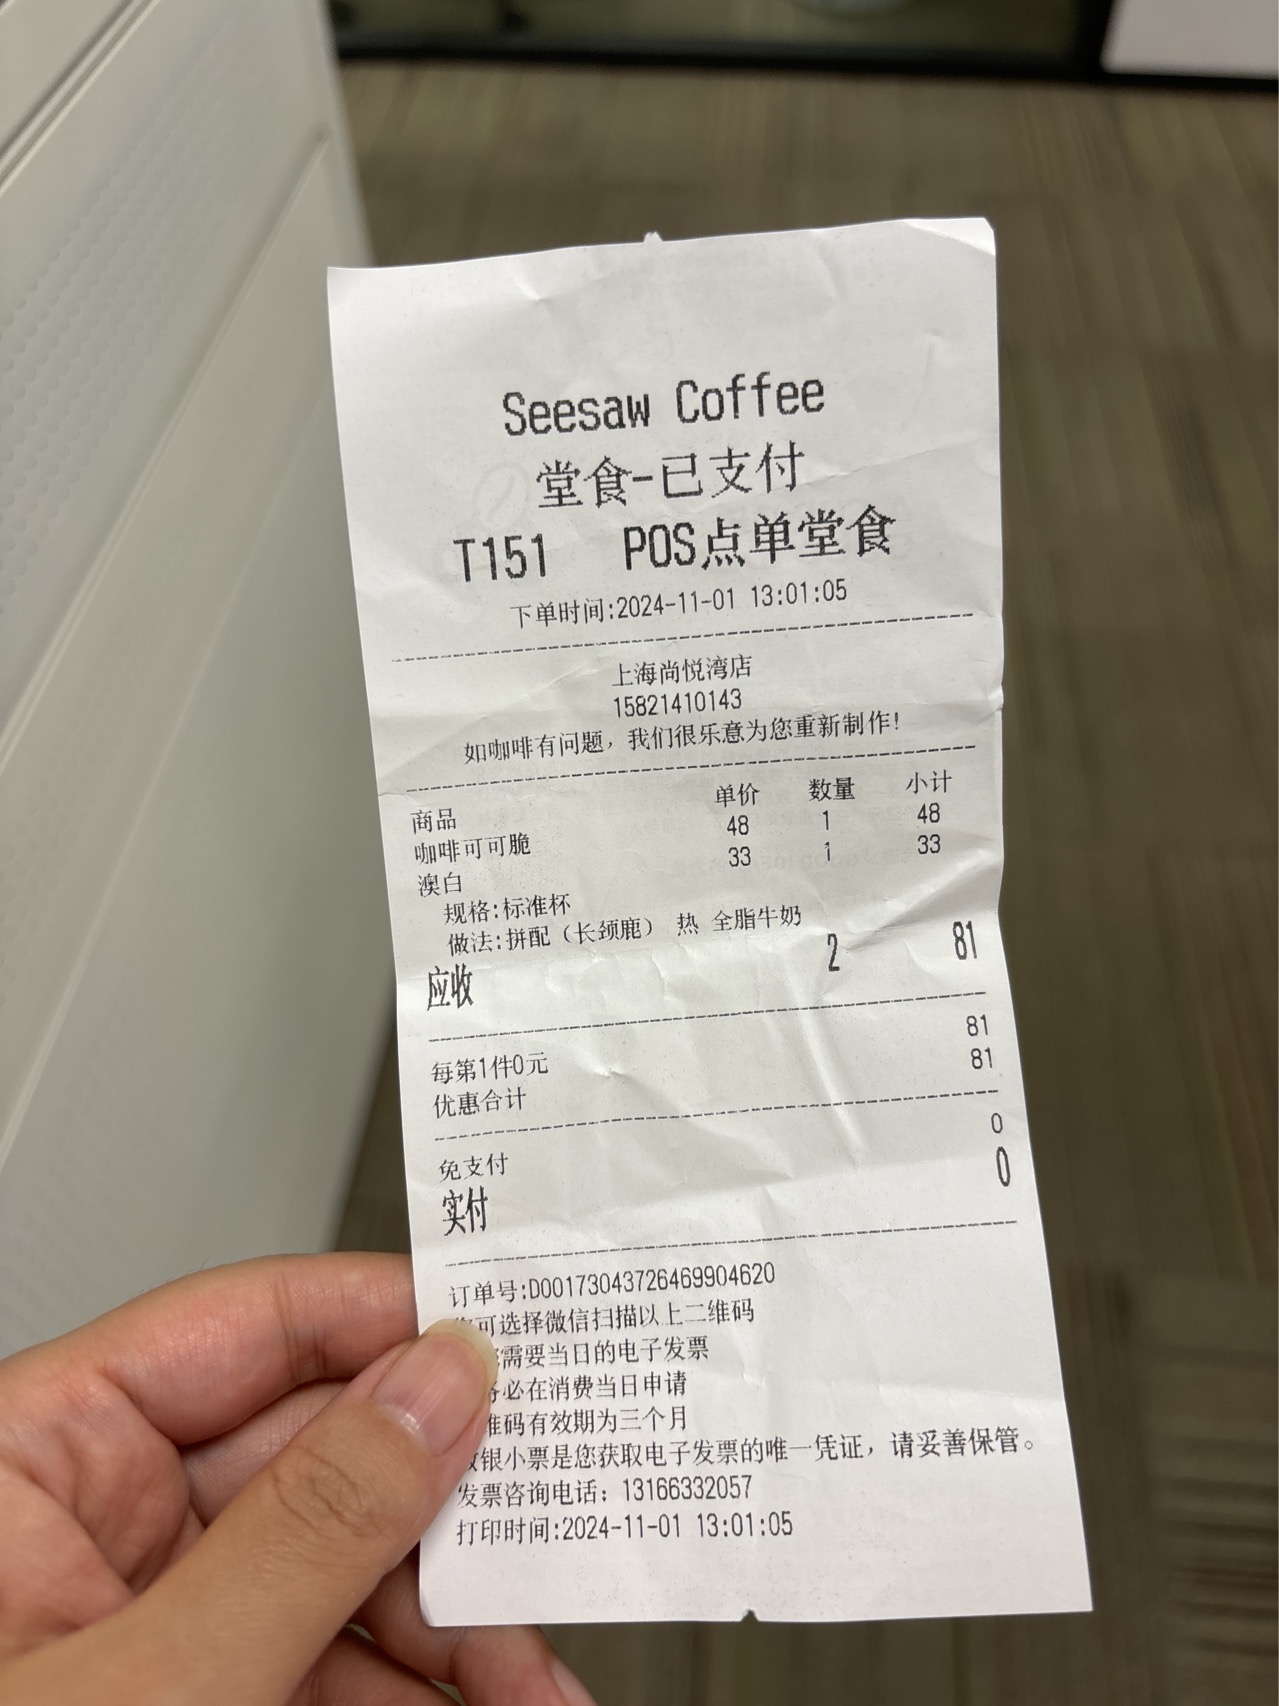 Seesaw Coffee
堂食-已支付
T151 POS点单堂食
下单时间:2024-11-01 13:01:05
上海尚悦湾店
15821410143
如咖啡有问题，我们很乐意为您重新制作!
商品 单价 数量 小计
咖啡可可脆 48 1 48
澳白 33 1 33
规格:标准杯
做法:拼配（长颈鹿） 热 全脂牛奶
应收 2 81
每第1件0元 81
优惠合计 81
免支付 0
实付 0
订单号:D00173043726469904620
可选择微信扫描以上二维码
需要当日的电子发票
必在消费当日申请
维码有效期为三个月
银小票是您获取电子发票的唯一凭证，请妥善保管。
发票咨询电话：13166332057
打印时间:2024-11-01 13:01:05